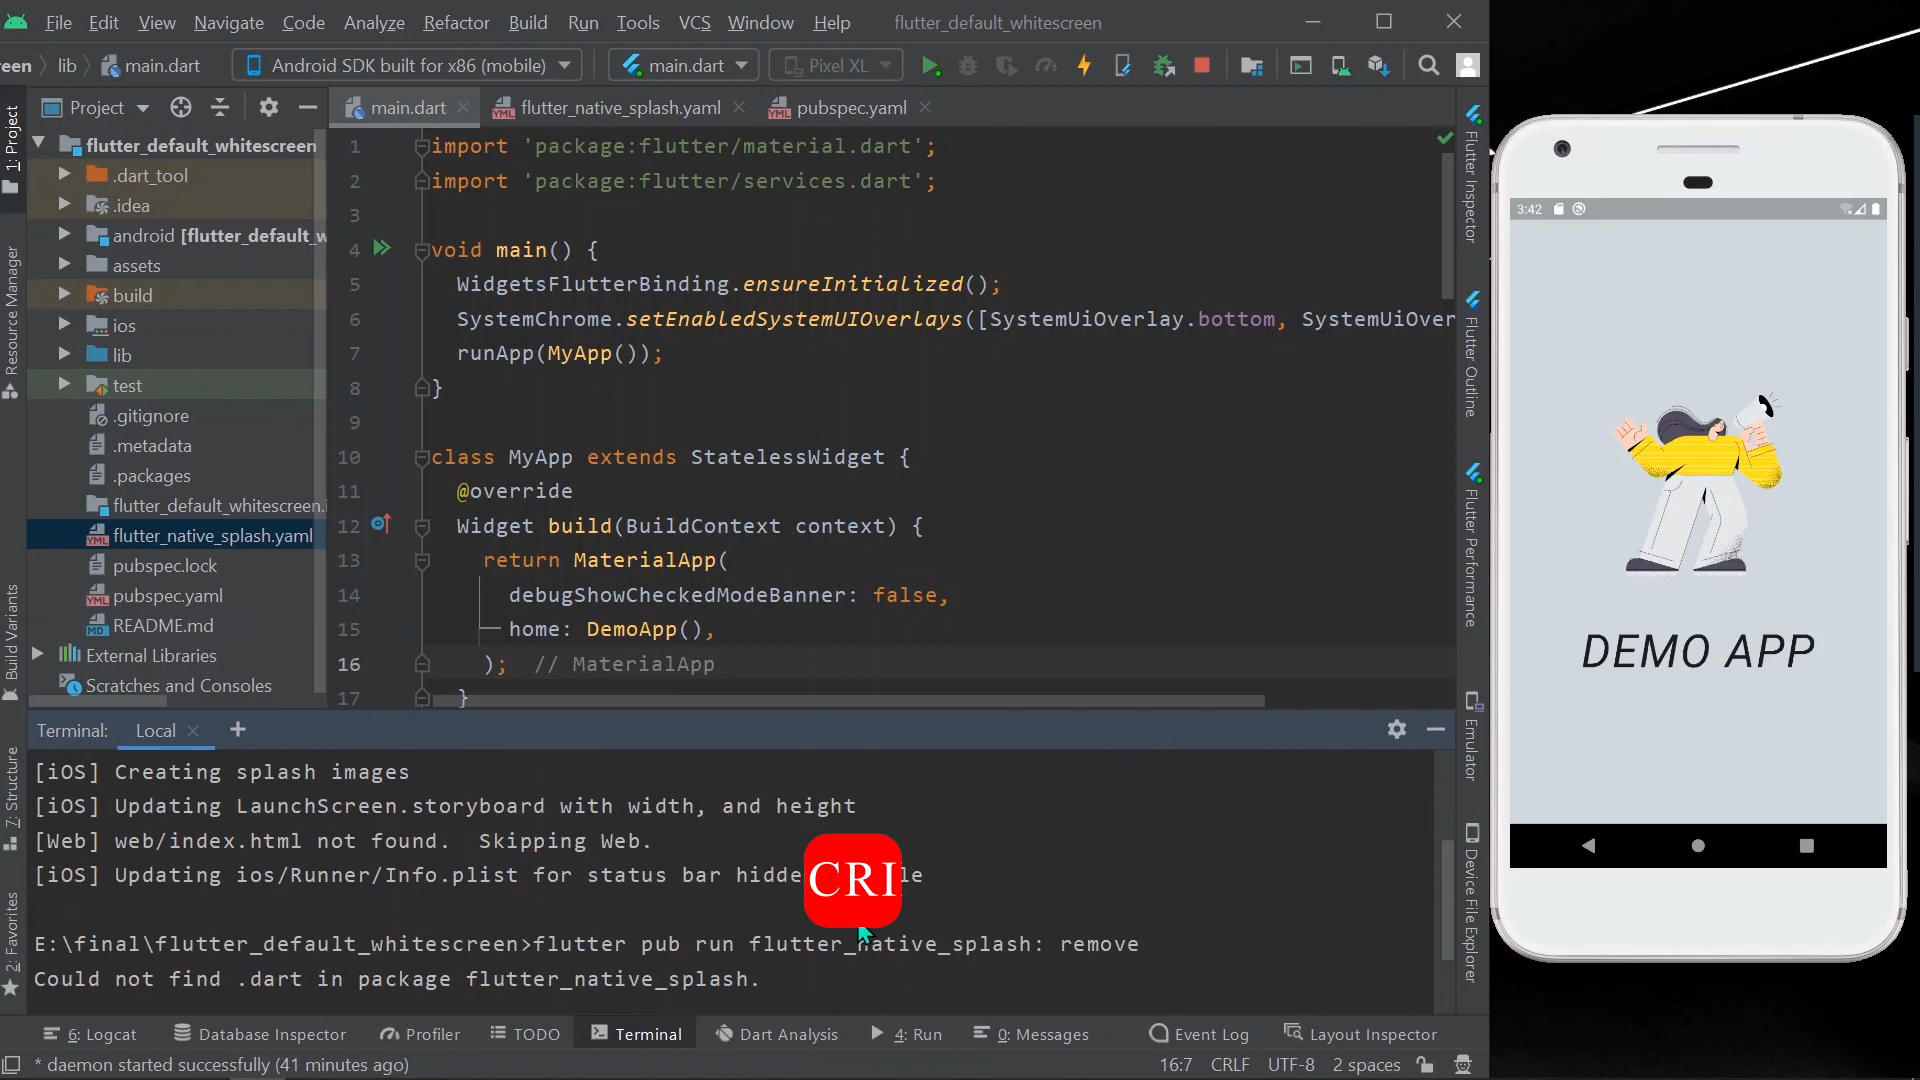 File Edit View Navigate Code Analyze Refactor Build Run Tools VCS Window Help flutter_default_whitescreen
een lib main.dart Android SDK built for x86 (mobile) main.dart Pixel XL
Project main.dart flutter_native_splash.yaml pubspec.yaml
1: Project
Resource Manager
Build Variants
7: Structure
2: Favorites
flutter_default_whitescreen
.dart_tool
.idea
android [flutter_default_w
assets
build
ios
lib
test
.gitignore
.metadata
.packages
flutter_default_whitescreen.i
flutter_native_splash.yaml
pubspec.lock
pubspec.yaml
README.md
External Libraries
Scratches and Consoles
1 import 'package:flutter/material.dart';
2 import 'package:flutter/services.dart';
3
4 void main() {
5 WidgetsFlutterBinding.ensureInitialized();
6 SystemChrome.setEnabledSystemUIOverlays([SystemUiOverlay.bottom, SystemUiOver
7 runApp(MyApp());
8 }
9
10 class MyApp extends StatelessWidget {
11 @override
12 Widget build(BuildContext context) {
13 return MaterialApp(
14 debugShowCheckedModeBanner: false,
15 home: DemoApp(),
16 ); // MaterialApp
17 }
Flutter Inspector
Flutter Outline
Flutter Performance
Emulator
Device File Explorer
3:42
DEMO APP
Terminal: Local +
[iOS] Creating splash images
[iOS] Updating LaunchScreen.storyboard with width, and height
[Web] web/index.html not found.  Skipping Web.
[iOS] Updating ios/Runner/Info.plist for status bar hidde le
CRI
E:\final\flutter_default_whitescreen>flutter pub run flutter_native_splash: remove
Could not find .dart in package flutter_native_splash.
6: Logcat Database Inspector Profiler TODO Terminal Dart Analysis 4: Run 0: Messages Event Log Layout Inspector
* daemon started successfully (41 minutes ago) 16:7 CRLF UTF-8 2 spaces